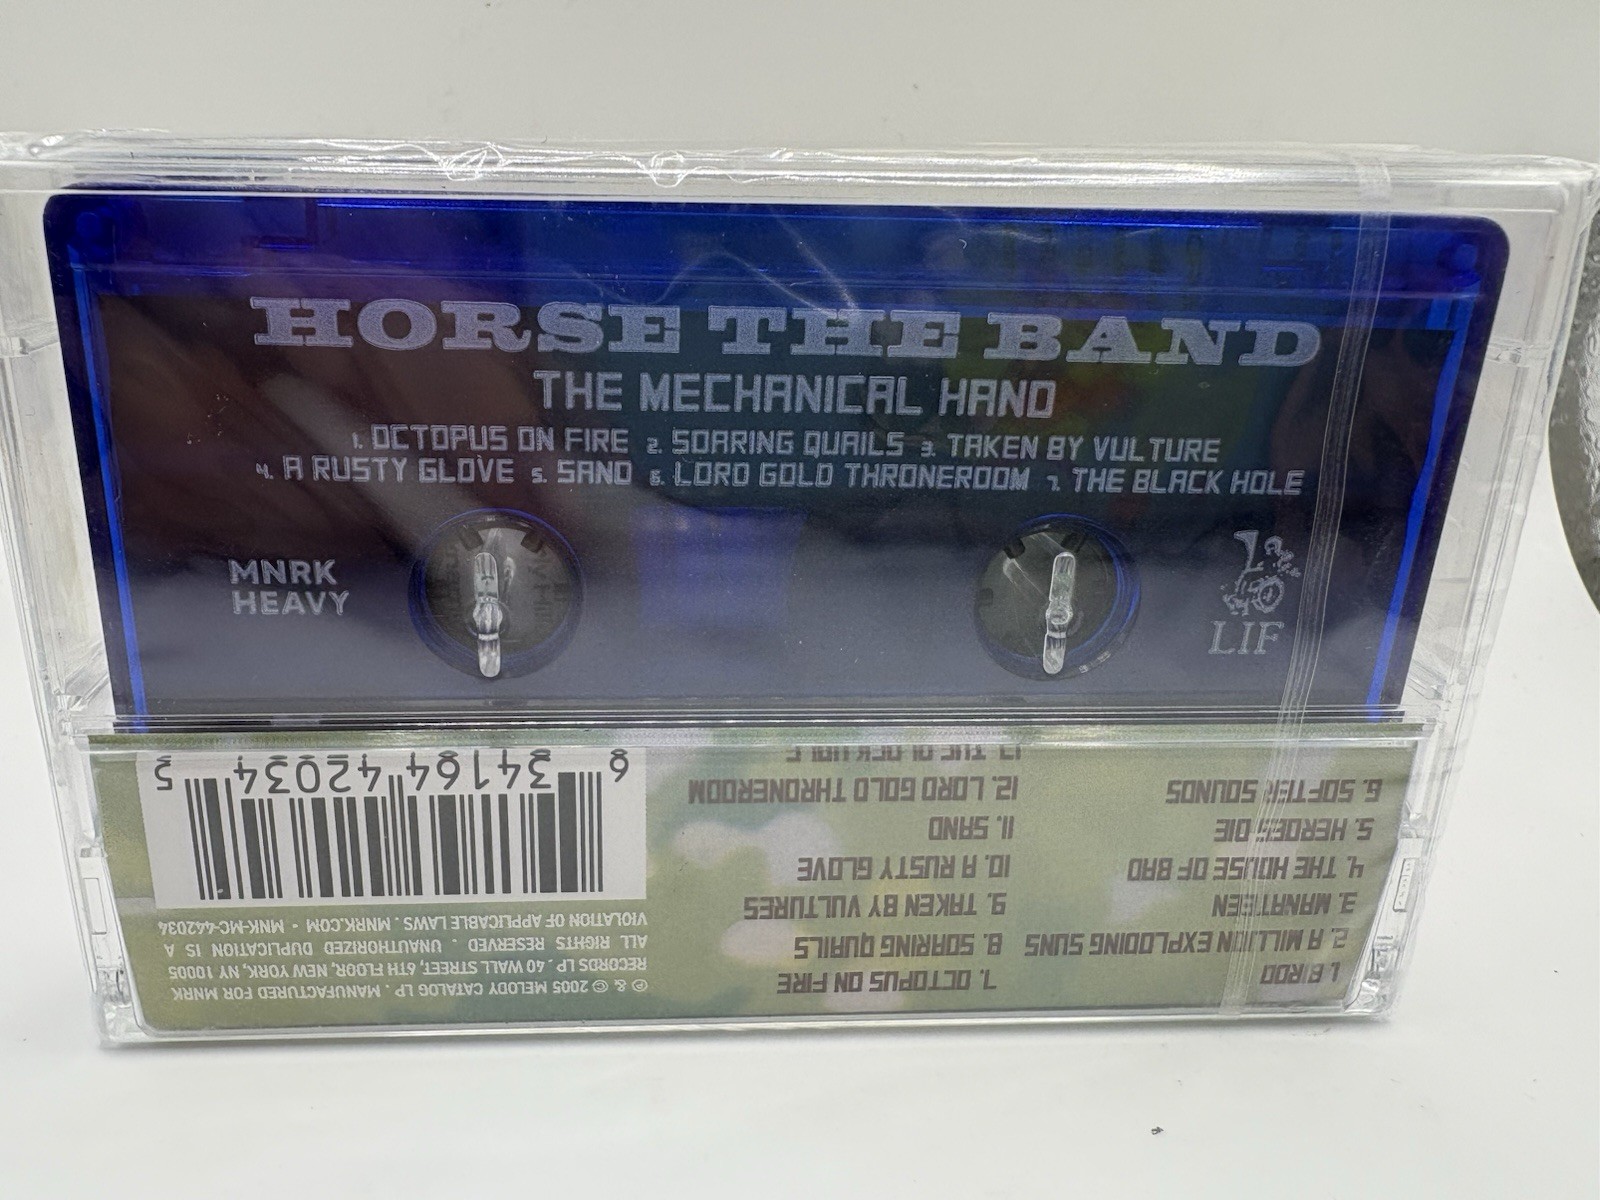 HORSE THE BAND
THE MECHANICAL HAND
1. OCTOPUS ON FIRE 2. SOARING QUAILS 3. TAKEN BY VULTURE
4. A RUSTY GLOVE 5. SAND 6. LORD GOLD THRONEROOM 7. THE BLACK HOLE
MNRK
HEAVY
LIF
1. BIRDO
2. A MILLION EXPLODING SUNS
3. MANATEEN
4. THE HOUSE OF BOO
5. HEROES DIE
6. SOFTER SOUNDS
7. OCTOPUS ON FIRE
8. SOARING QUAILS
9. TAKEN BY VULTURES
10. A RUSTY GLOVE
11. SAND
12. LORD GOLD THRONEROOM
13. THE BLACK HOLE
℗ & © 2005 MELODY CATALOG LP . MANUFACTURED FOR MNRK
RECORDS LP . 40 WALL STREET, 6TH FLOOR, NEW YORK, NY 10005
ALL RIGHTS RESERVED . UNAUTHORIZED DUPLICATION IS A
VIOLATION OF APPLICABLE LAWS . MNRK.COM - MNK-MC-442034
6 34164 42034 5